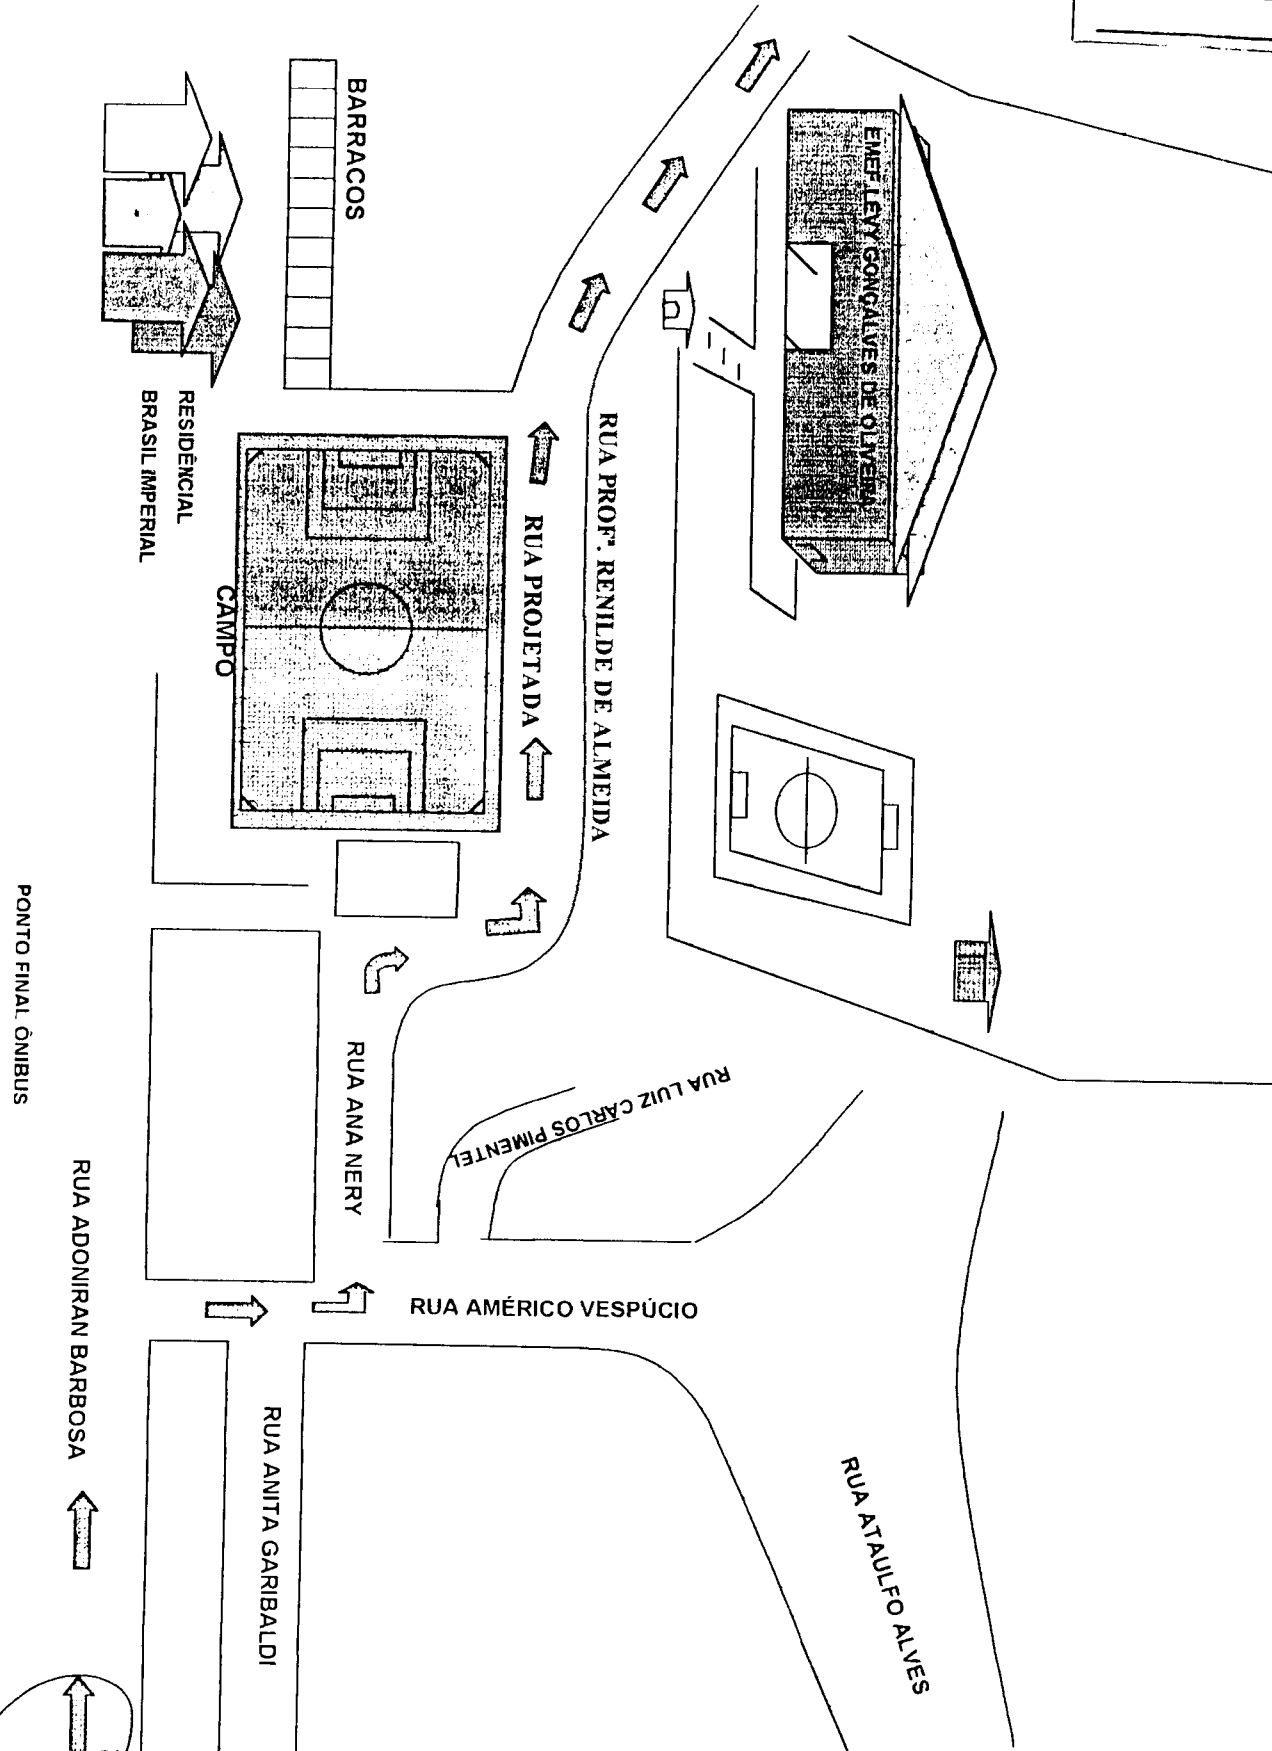 BARRACOS
EMEF LEVY GONÇALVES DE OLIVEIRA
RESIDÊNCIAL
BRASIL IMPERIAL
CAMPO
RUA PROJETADA
RUA PROFª. RENILDE DE ALMEIDA
PONTO FINAL ÔNIBUS
RUA ANA NERY
RUA LUIZ CARLOS PIMENTEL
RUA ADONIRAN BARBOSA
RUA AMÉRICO VESPÚCIO
RUA ANITA GARIBALDI
RUA ATAULFO ALVES